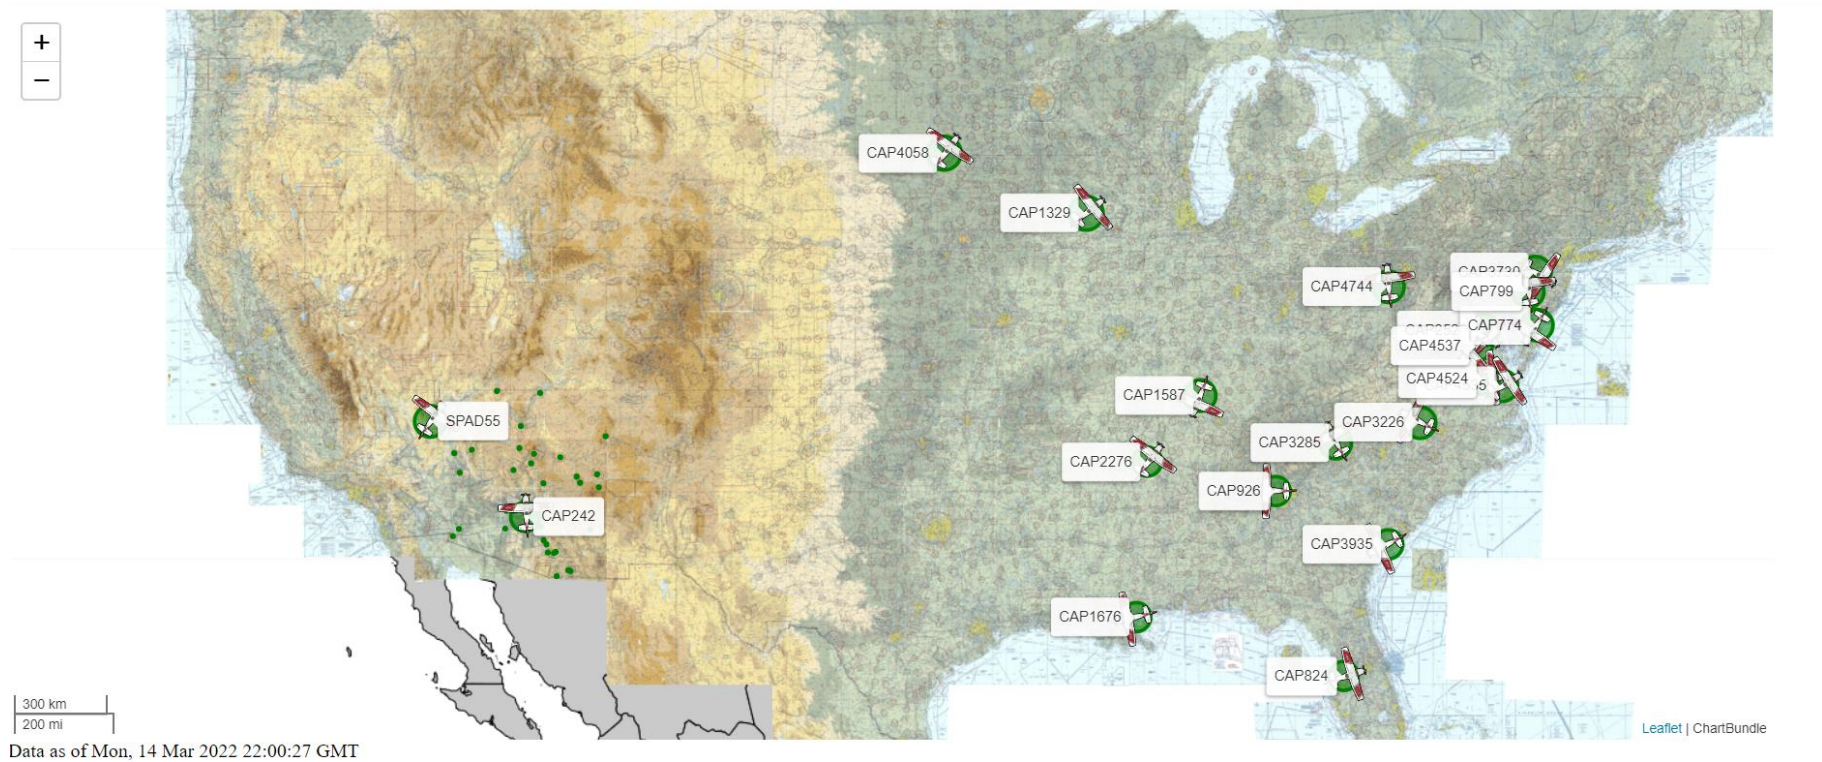 +
−
CAP4058
CAP1329
CAP3730
CAP4744
CAP799
CAP774
CAP4537
CAP4524
CAP1587
SPAD55
CAP3226
CAP3285
CAP2276
CAP926
CAP242
CAP3935
CAP1676
CAP824
300 km
200 mi
Leaflet | ChartBundle
Data as of Mon, 14 Mar 2022 22:00:27 GMT